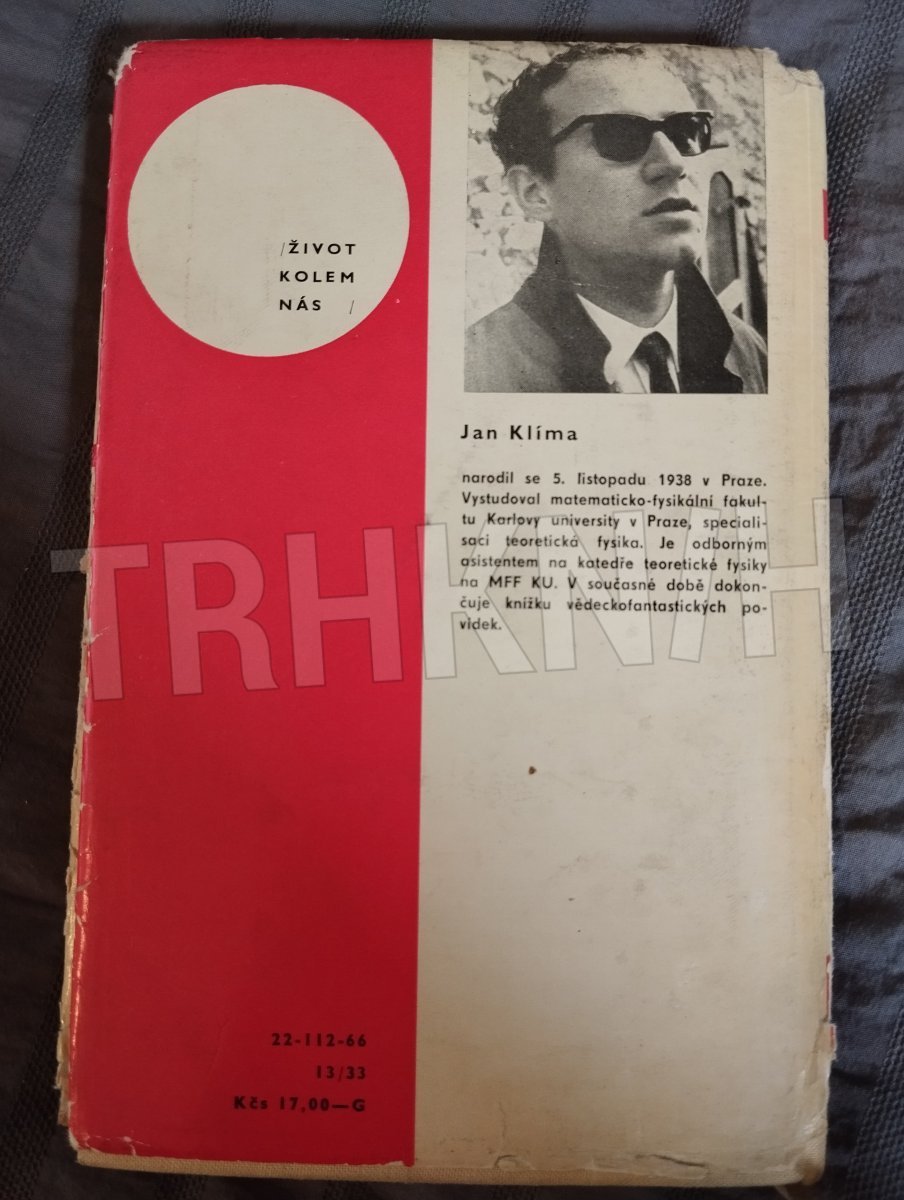 /ŽIVOT
KOLEM
NÁS /
Jan Klíma
narodil se 5. listopadu 1938 v Praze.
Vystudoval matematicko-fysikální fakul-
tu Karlovy university v Praze, speciali-
saci teoretická fysika. Je odborným
asistentem na katedře teoretické fysiky
na MFF KU. V současné době dokon-
čuje knížku vědeckofantastických po-
vídek.
TRHKNIH
22-112-66
13/33
Kčs 17,00—G